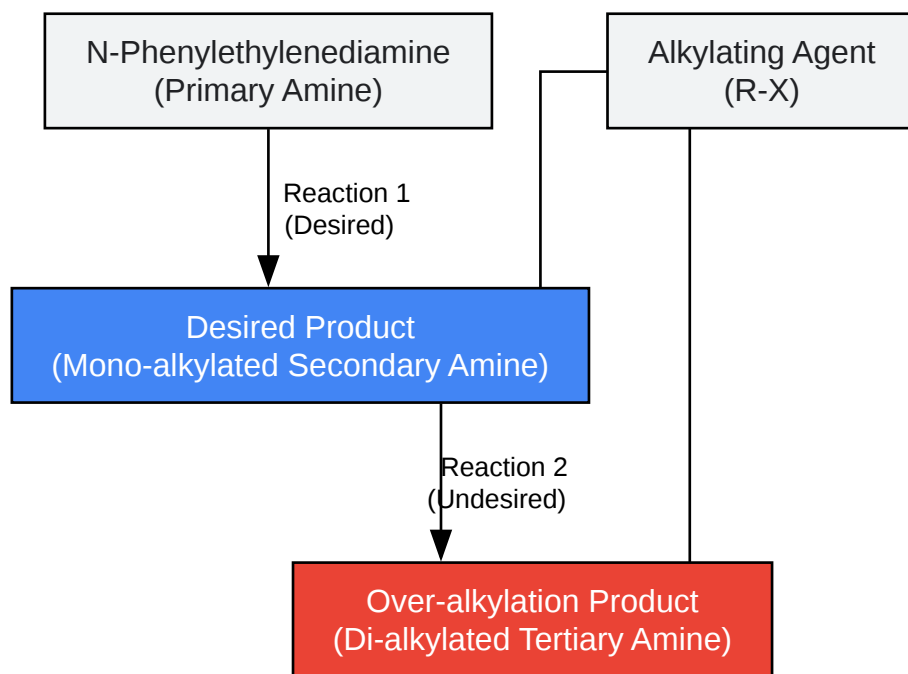 N-Phenylethylenediamine
(Primary Amine)
Alkylating Agent
(R-X)
Reaction 1
(Desired)
Desired Product
(Mono-alkylated Secondary Amine)
Reaction 2
(Undesired)
Over-alkylation Product
(Di-alkylated Tertiary Amine)